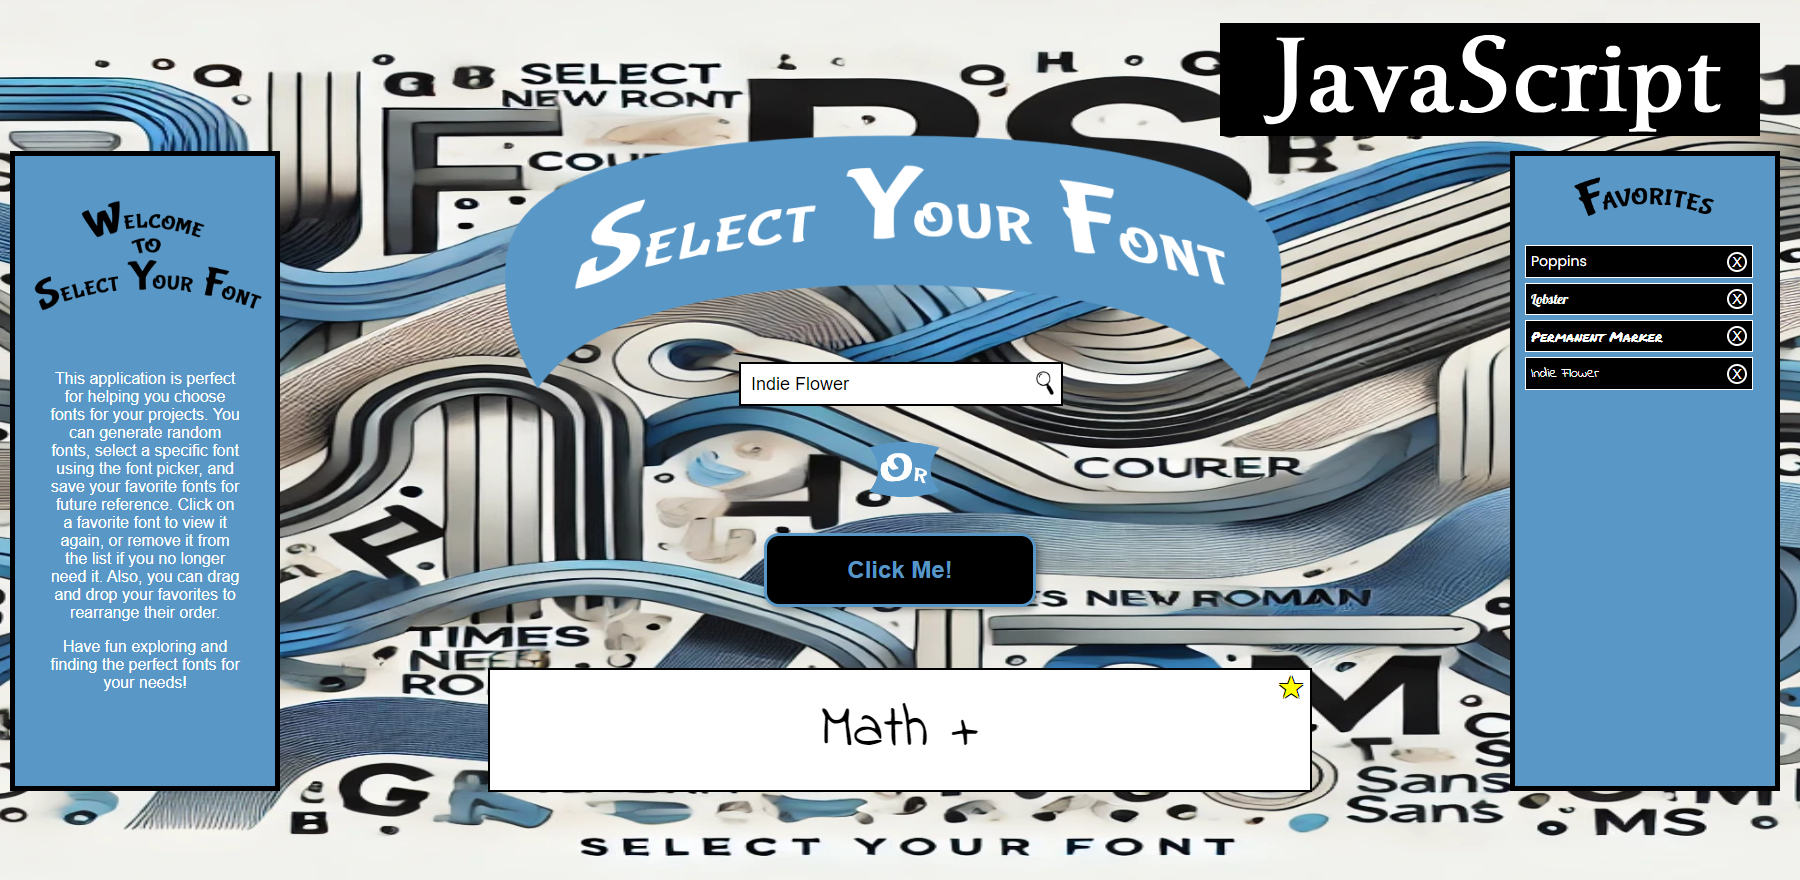 JavaScript
SELECT
NEW RONT
COU
SELECT YOUR FONT
WELCOME
TO
SELECT YOUR FONT
This application is perfect
for helping you choose
fonts for your projects. You
can generate random
fonts, select a specific font
using the font picker, and
save your favorite fonts for
future reference. Click on
a favorite font to view it
again, or remove it from
the list if you no longer
need it. Also, you can drag
and drop your favorites to
rearrange their order.
Have fun exploring and
finding the perfect fonts for
your needs!
Indie Flower
OR
COURER
Click Me!
ES NEW ROMAN
TIMES
NEE
RO
Math +
FAVORITES
Poppins X
Lobster X
Permanent Marker X
Indie Flower X
Sans
Sans
MS
SELECT YOUR FONT